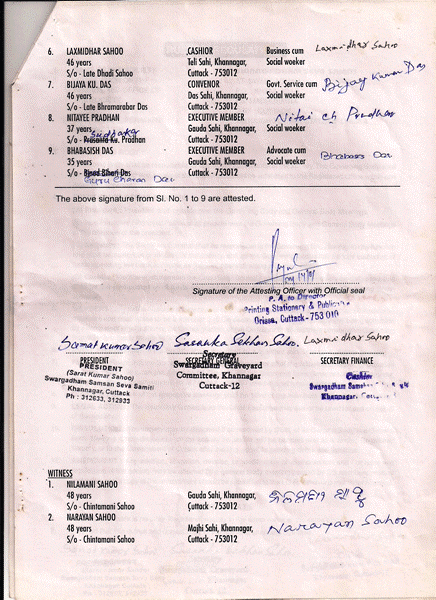 6. LAXMIDHAR SAHOO CASHIOR Business cum Laxmidhar Sahoo
46 years Teli Sahi, Khannagar, Social woeker
S/o - Late Dhadi Sahoo Cuttack - 753012
7. BIJAYA KU. DAS CONVENOR Govt. Service cum Bijay Kumar Das
46 years Das Sahi, Khannagar, Social woeker
S/o - Late Bhramarabar Das Cuttack - 753012
8. NITAYEE PRADHAN EXECUTIVE MEMBER Nitai ch Pradhan
37 years Gauda Sahi, Khannagar, Social woeker
S/o - Prasanta Ku. Pradhan Cuttack - 753012
9. BHABASISH DAS EXECUTIVE MEMBER Advocate cum
35 years Gauda Sahi, Khannagar, Social woeker
S/o - Das Cuttack - 753012
Guru Charan Das
The above signature from Sl. No. 1 to 9 are attested.
Signature of the Attesting Officer with Official seal
P. A. to Director
Printing Stationery &
Orissa, Cuttack - 753 010
Sarat Kumar Sahoo Sasanka Sekhar Sahoo. Laxmidhar Sahoo
PRESIDENT SECRETARY GENERAL SECRETARY FINANCE
PRESIDENT Secretary Cashier
(Sarat Kumar Sahoo) Swargadham Graveyard Swargadham
Swargadham Samsan Seva Samiti Committee, Khannagar Khannagar,
Khannagar, Cuttack Cuttack-12
Ph : 312633, 312933
WITNESS
1. NILAMANI SAHOO
48 years Gauda Sahi, Khannagar, ନିଳମଣୀ ସାହୁ
S/o - Chintamani Sahoo Cuttack - 753012
2. NARAYAN SAHOO
48 years Majhi Sahi, Khannagar, Narayan Sahoo
S/o - Chintamani Sahoo Cuttack - 753012